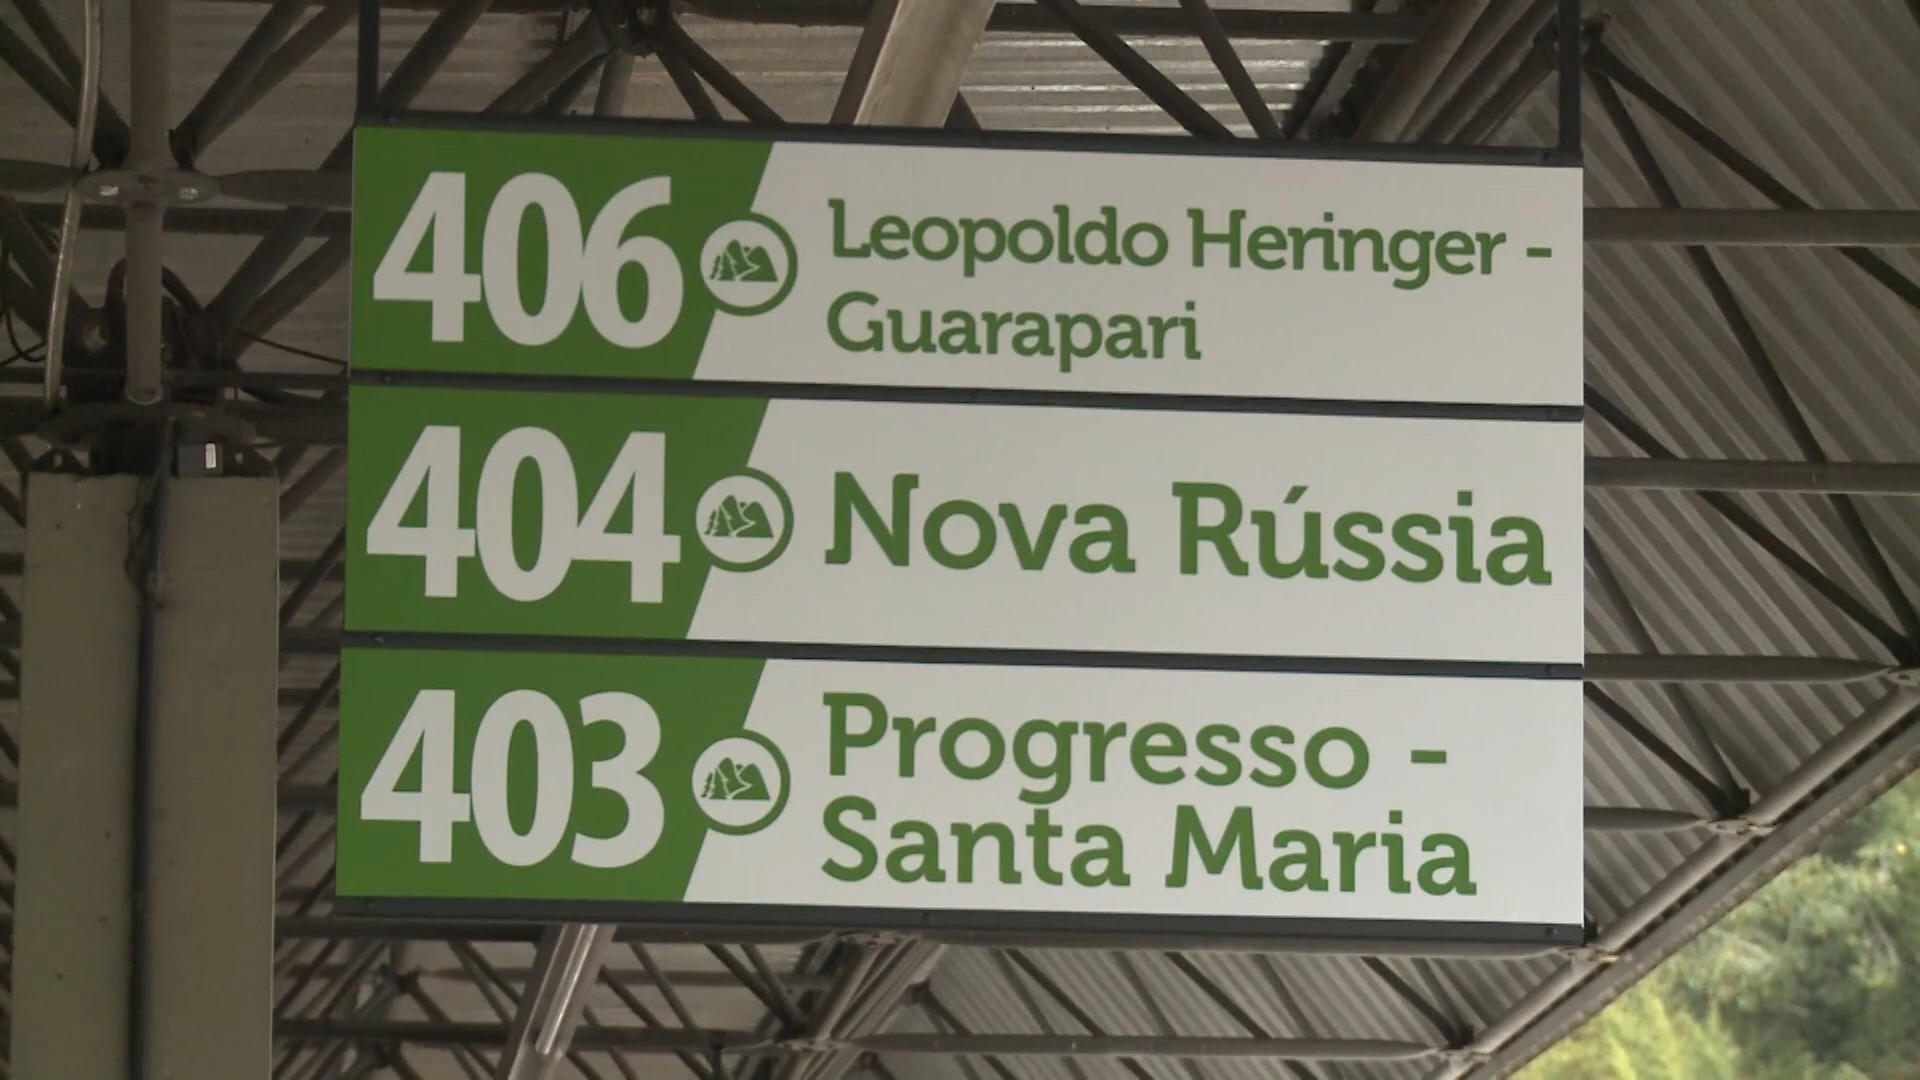 406 Leopoldo Heringer -
Guarapari
404 Nova Rússia
403 Progresso -
Santa Maria